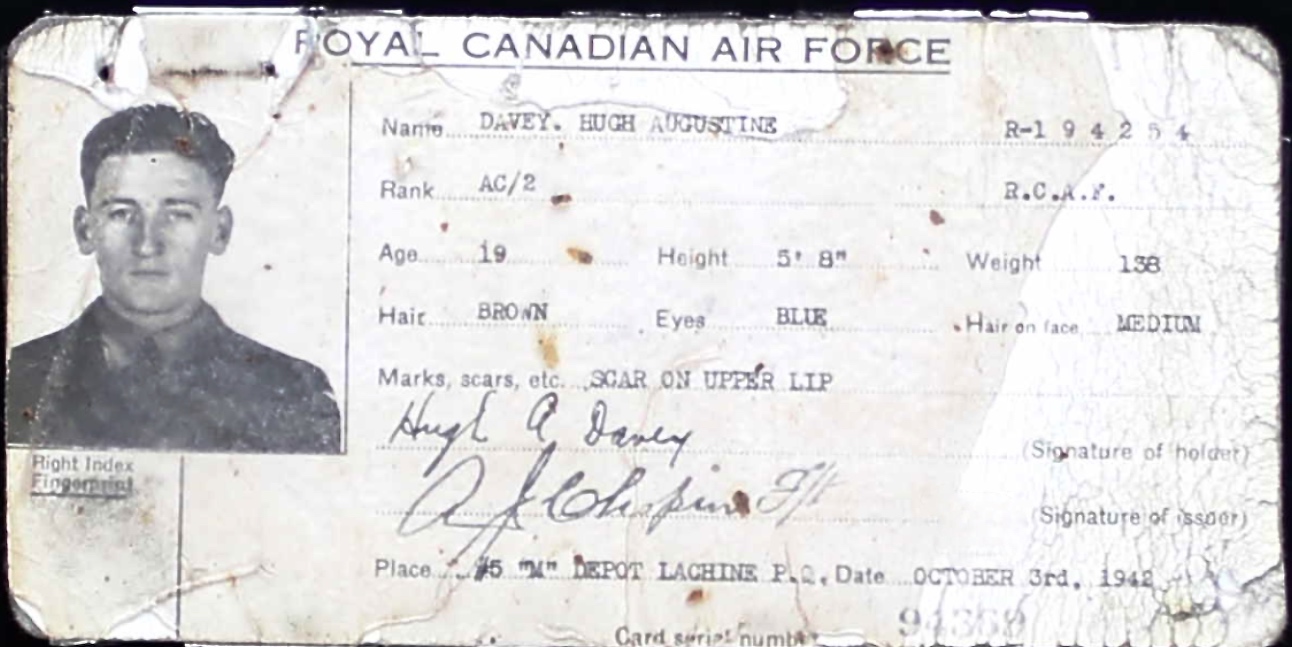 ROYAL CANADIAN AIR FORCE
Name DAVEY. HUGH AUGUSTINE R-194254
Rank AC/2 R.C.A.F.
Age 19 Height 5' 8" Weight 138
Hair BROWN Eyes BLUE Hair on face MEDIUM
Marks, scars, etc. SCAR ON UPPER LIP
Hugh A Davey (Signature of holder)
Right Index
Fingerprint
F/L (Signature of issuer)
Place #5 "M" DEPOT LACHINE P.Q. Date OCTOBER 3rd, 1942
Card serial number